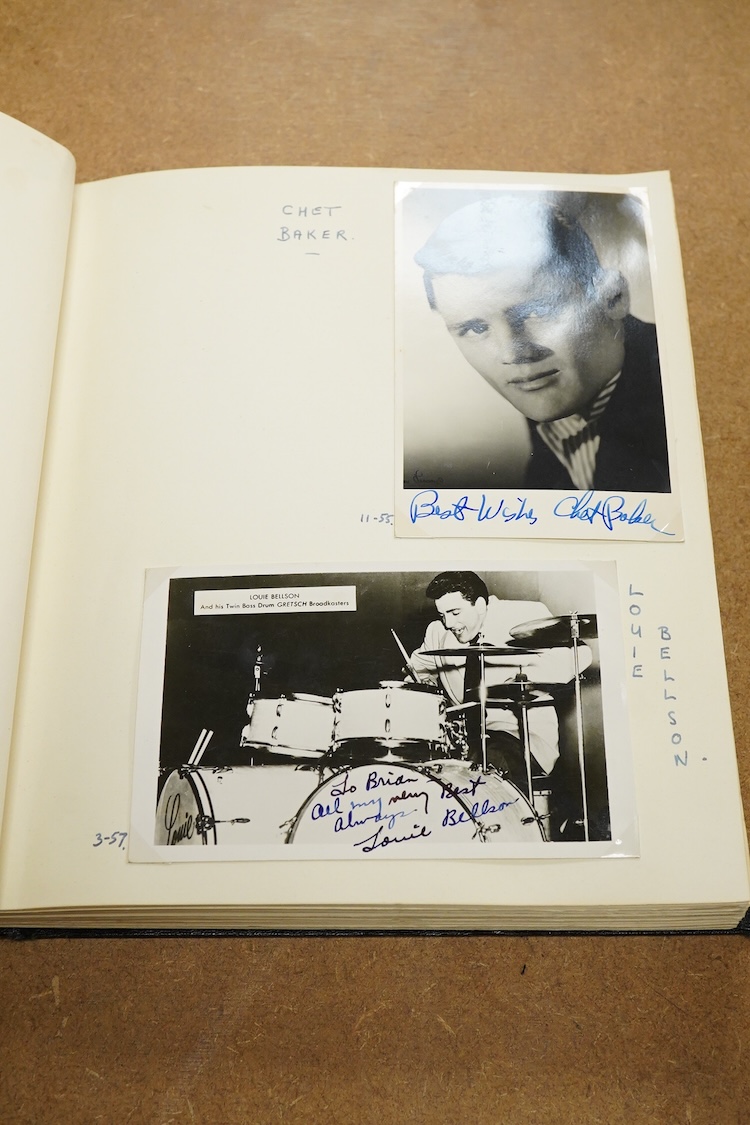 CHET
BAKER.
11-55.
Best Wishes Chet Baker
LOUIE BELLSON
And his Twin Bass Drum GRETSCH Broadkasters
To Brian
All my very Best
Always.
Louie Bellson
Louie
3-57.
LOUIE
BELLSON.